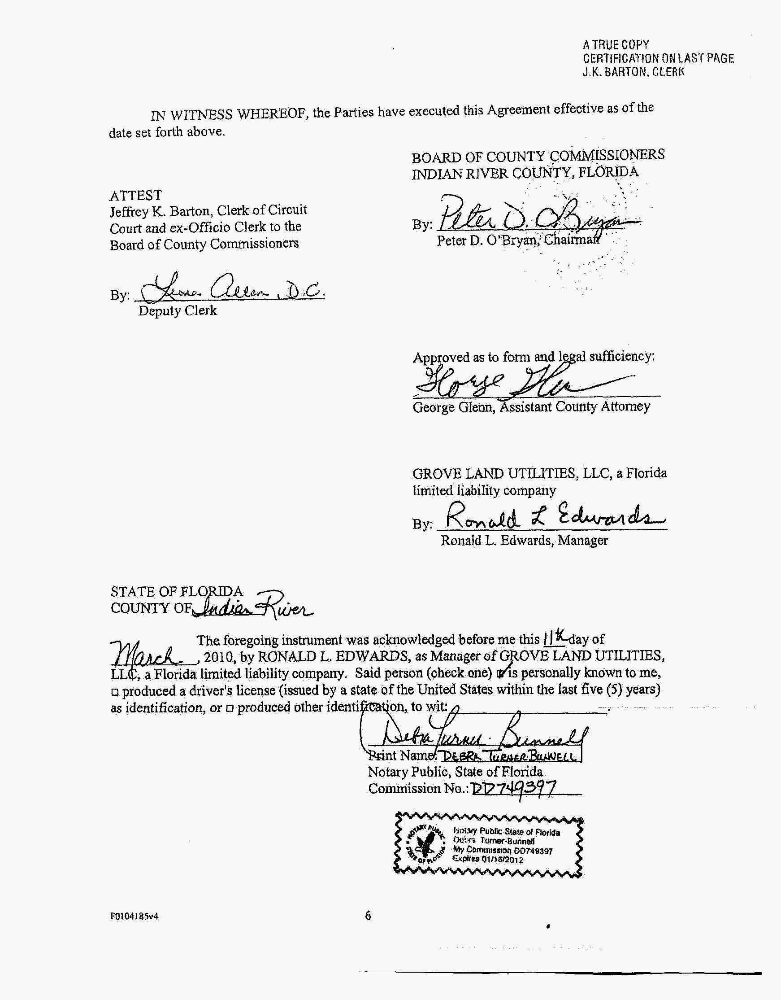 A TRUE COPY
CERTIFICATION ON LAST PAGE
J.K. BARTON, CLERK
IN WITNESS WHEREOF, the Parties have executed this Agreement effective as of the
date set forth above.
BOARD OF COUNTY COMMISSIONERS
INDIAN RIVER COUNTY, FLORIDA
ATTEST
Jeffrey K. Barton, Clerk of Circuit
Court and ex-Officio Clerk to the
Board of County Commissioners
By: Peter D. O'Bryan
Peter D. O'Bryan, Chairman
By: Allen, D.C.
Deputy Clerk
Approved as to form and legal sufficiency:
George Glenn, Assistant County Attorney
GROVE LAND UTILITIES, LLC, a Florida
limited liability company
By: Ronald L Edwards
Ronald L. Edwards, Manager
STATE OF FLORIDA
COUNTY OF Indian River
The foregoing instrument was acknowledged before me this 11th day of
March, 2010, by RONALD L. EDWARDS, as Manager of GROVE LAND UTILITIES,
LLC, a Florida limited liability company. Said person (check one) ☑ is personally known to me,
□ produced a driver's license (issued by a state of the United States within the last five (5) years)
as identification, or □ produced other identification, to wit: ____.
Debra Turner-Bunnell
Print Name: DEBRA TURNER-BUNNELL
Notary Public, State of Florida
Commission No.: DD749397
NOTARY PUBLIC
STATE OF FLORIDA
Notary Public State of Florida
Debra Turner-Bunnell
My Commission DD749397
Expires 01/16/2012
F0104185v4
6